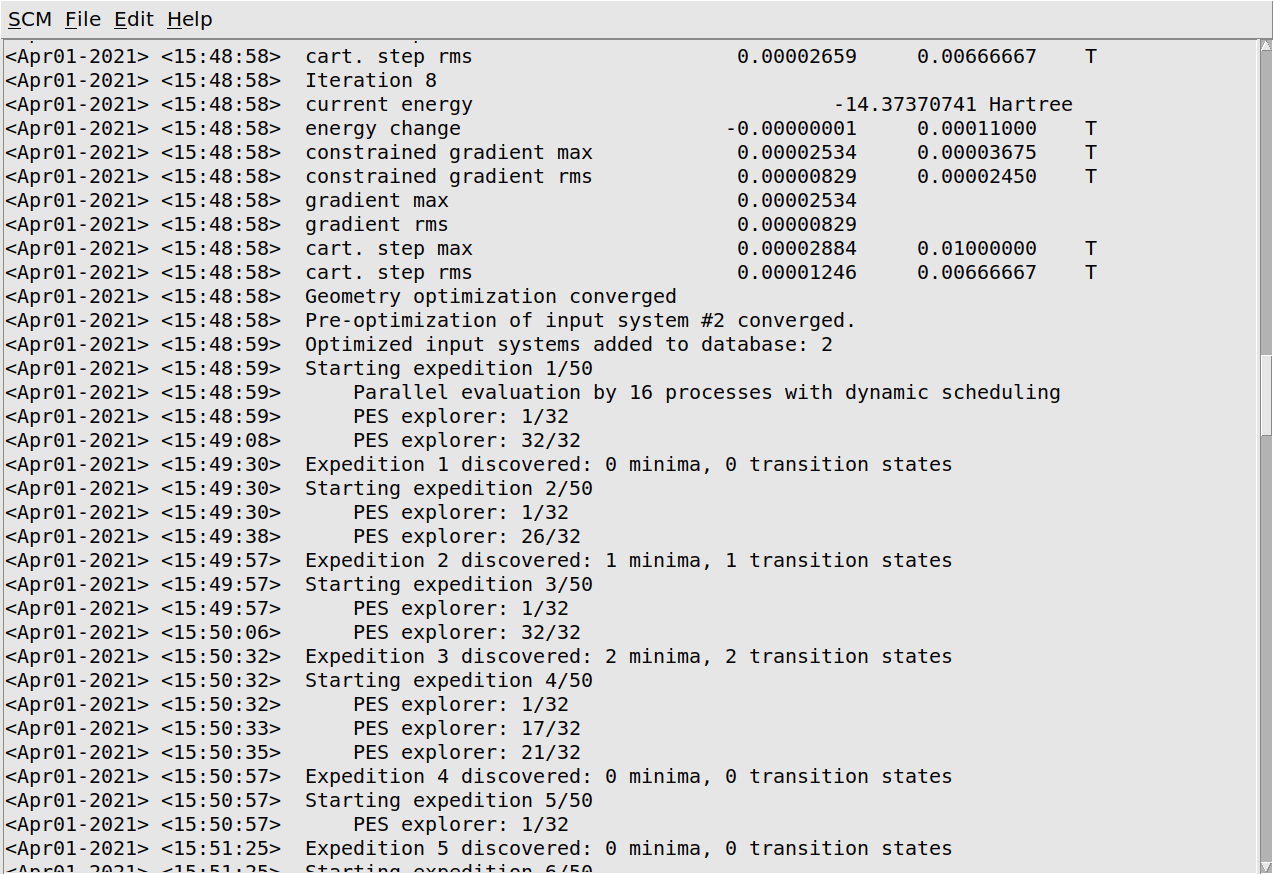 SCM File Edit Help
<Apr01-2021> <15:48:58> cart. step rms 0.00002659 0.00666667 T
<Apr01-2021> <15:48:58> Iteration 8
<Apr01-2021> <15:48:58> current energy -14.37370741 Hartree
<Apr01-2021> <15:48:58> energy change -0.00000001 0.00011000 T
<Apr01-2021> <15:48:58> constrained gradient max 0.00002534 0.00003675 T
<Apr01-2021> <15:48:58> constrained gradient rms 0.00000829 0.00002450 T
<Apr01-2021> <15:48:58> gradient max 0.00002534
<Apr01-2021> <15:48:58> gradient rms 0.00000829
<Apr01-2021> <15:48:58> cart. step max 0.00002884 0.01000000 T
<Apr01-2021> <15:48:58> cart. step rms 0.00001246 0.00666667 T
<Apr01-2021> <15:48:58> Geometry optimization converged
<Apr01-2021> <15:48:58> Pre-optimization of input system #2 converged.
<Apr01-2021> <15:48:59> Optimized input systems added to database: 2
<Apr01-2021> <15:48:59> Starting expedition 1/50
<Apr01-2021> <15:48:59> Parallel evaluation by 16 processes with dynamic scheduling
<Apr01-2021> <15:48:59> PES explorer: 1/32
<Apr01-2021> <15:49:08> PES explorer: 32/32
<Apr01-2021> <15:49:30> Expedition 1 discovered: 0 minima, 0 transition states
<Apr01-2021> <15:49:30> Starting expedition 2/50
<Apr01-2021> <15:49:30> PES explorer: 1/32
<Apr01-2021> <15:49:38> PES explorer: 26/32
<Apr01-2021> <15:49:57> Expedition 2 discovered: 1 minima, 1 transition states
<Apr01-2021> <15:49:57> Starting expedition 3/50
<Apr01-2021> <15:49:57> PES explorer: 1/32
<Apr01-2021> <15:50:06> PES explorer: 32/32
<Apr01-2021> <15:50:32> Expedition 3 discovered: 2 minima, 2 transition states
<Apr01-2021> <15:50:32> Starting expedition 4/50
<Apr01-2021> <15:50:32> PES explorer: 1/32
<Apr01-2021> <15:50:33> PES explorer: 17/32
<Apr01-2021> <15:50:35> PES explorer: 21/32
<Apr01-2021> <15:50:57> Expedition 4 discovered: 0 minima, 0 transition states
<Apr01-2021> <15:50:57> Starting expedition 5/50
<Apr01-2021> <15:50:57> PES explorer: 1/32
<Apr01-2021> <15:51:25> Expedition 5 discovered: 0 minima, 0 transition states
<Apr01-2021> <15:51:25> Starting expedition 6/50